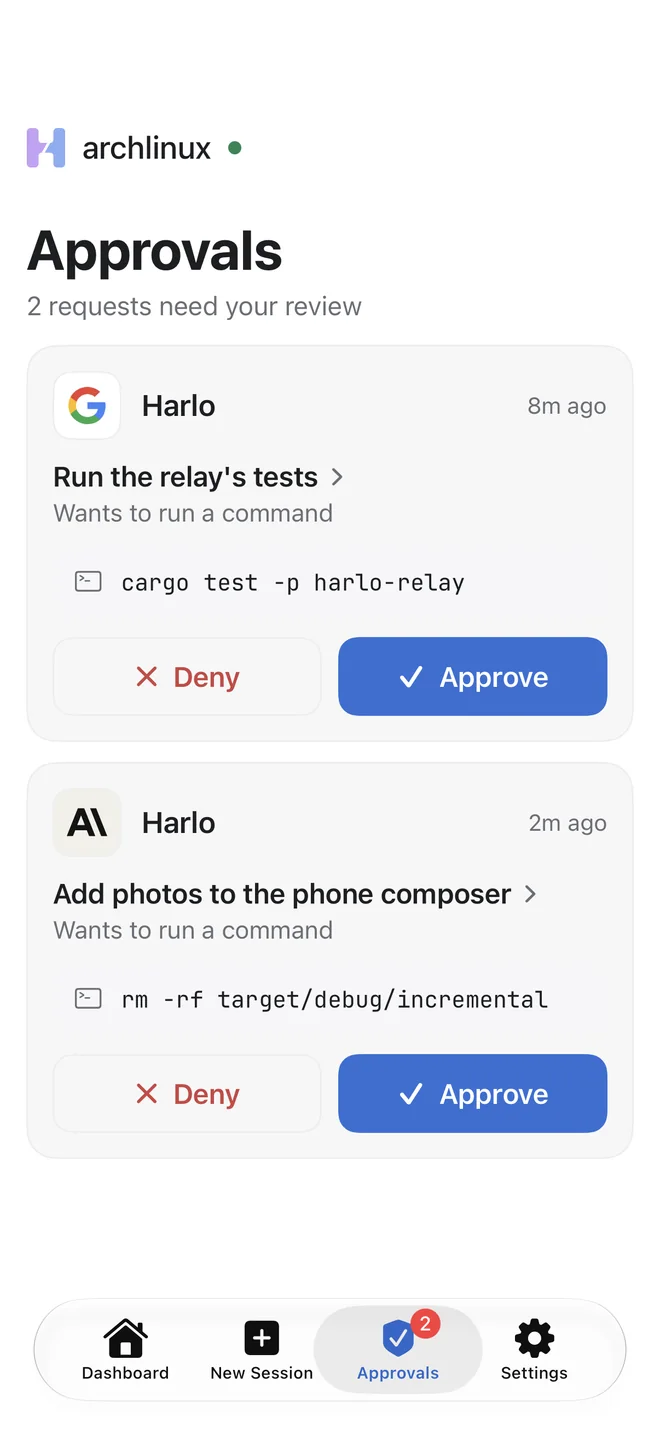 archlinux
Approvals
2 requests need your review
Harlo
8m ago
Run the relay's tests
Wants to run a command
cargo test -p harlo-relay
Deny
Approve
Harlo
2m ago
Add photos to the phone composer
Wants to run a command
rm -rf target/debug/incremental
Deny
Approve
2
Dashboard
New Session
Approvals
Settings